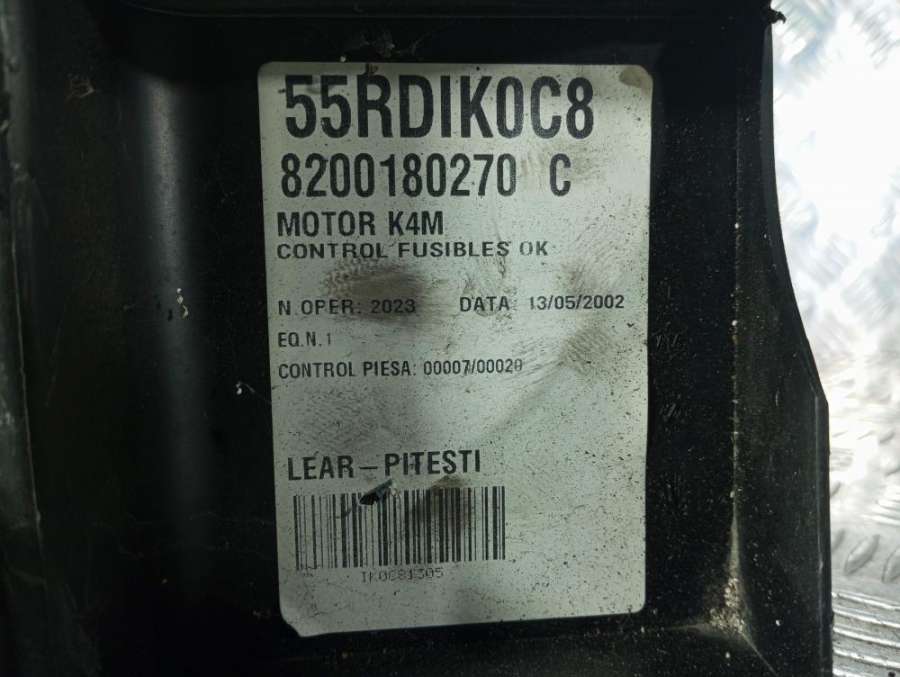 55RDIK0C8
8200180270 C
MOTOR K4M
CONTROL FUSIBLES OK
N.OPER: 2023 DATA: 13/05/2002
EQ.N.1
CONTROL PIESA: 00007/00020
LEAR-PITESTI
IK0C81305